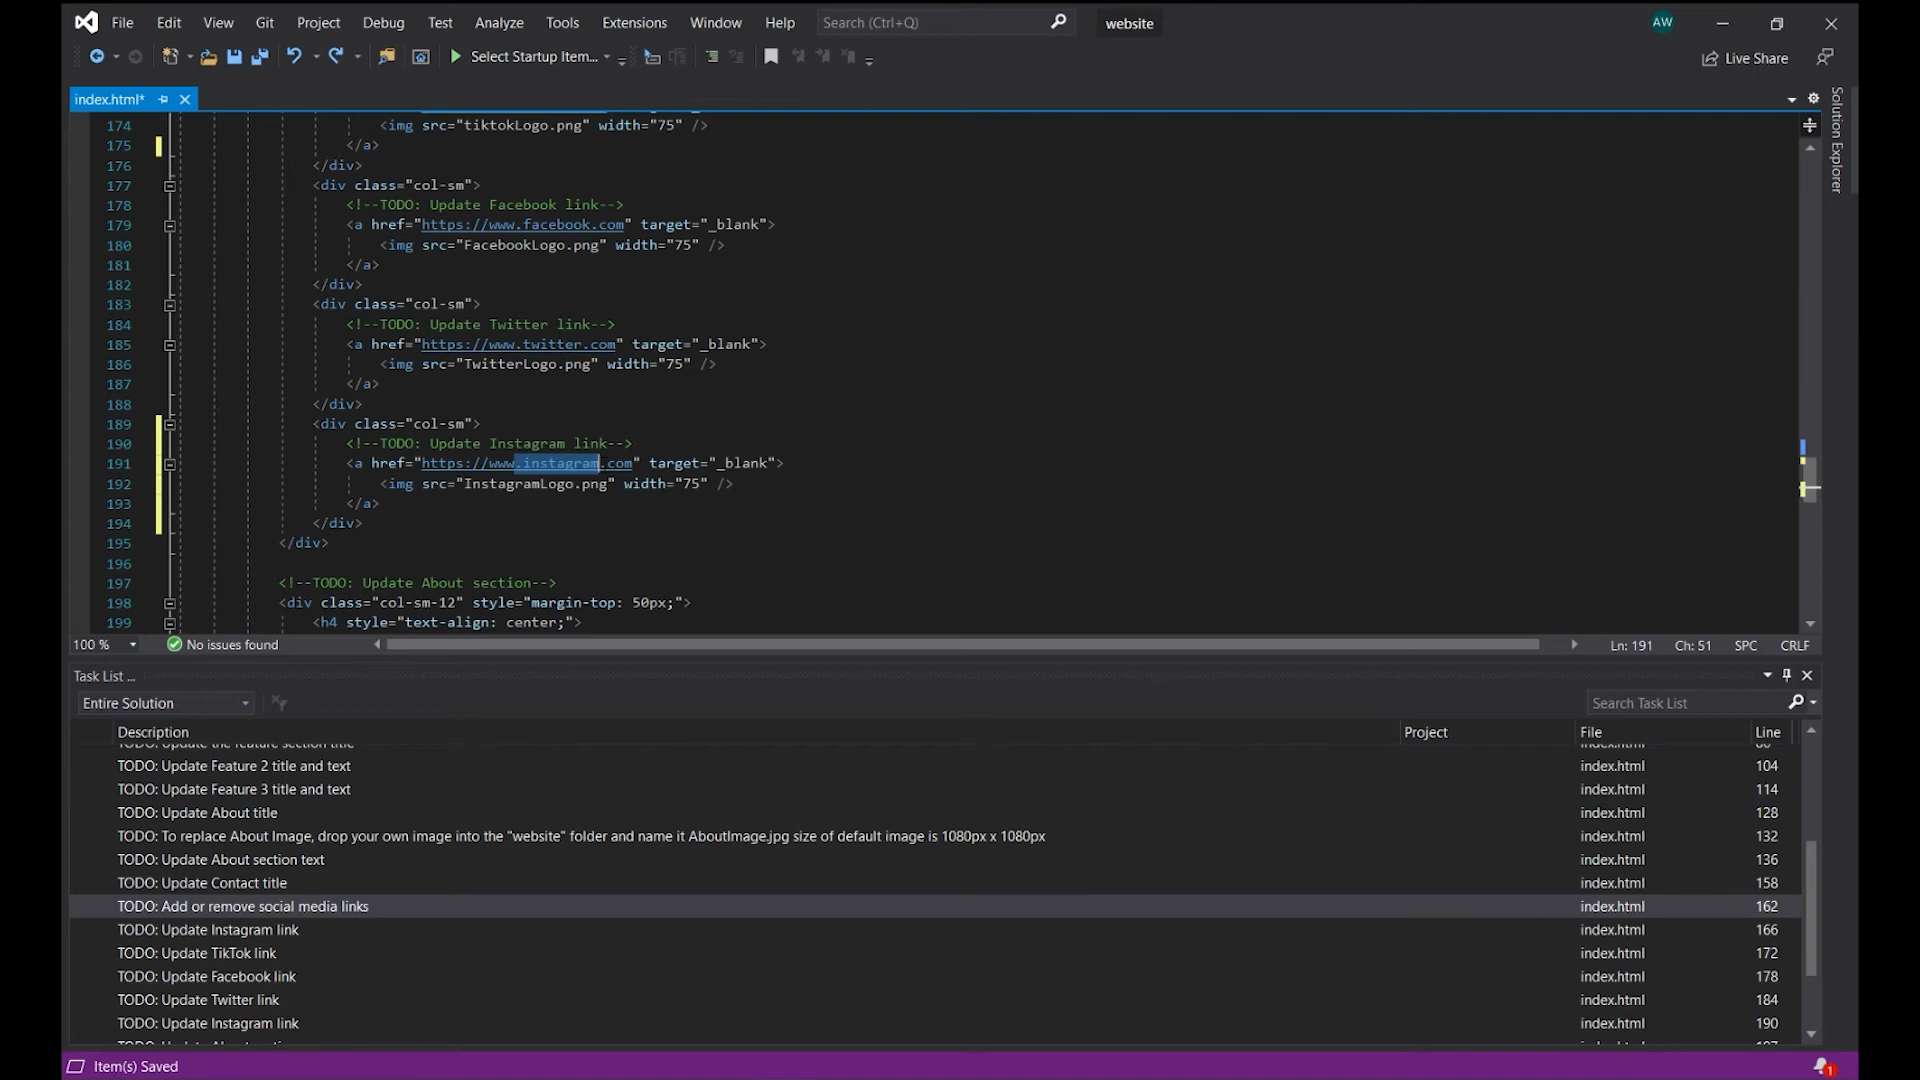 File Edit View Git Project Debug Test Analyze Tools Extensions Window Help Search (Ctrl+Q) website AW
Select Startup Item... Live Share
index.html*
Solution Explorer
174 <img src="tiktokLogo.png" width="75" />
175 </a>
176 </div>
177 <div class="col-sm">
178 <!--TODO: Update Facebook link-->
179 <a href="https://www.facebook.com" target="_blank">
180 <img src="FacebookLogo.png" width="75" />
181 </a>
182 </div>
183 <div class="col-sm">
184 <!--TODO: Update Twitter link-->
185 <a href="https://www.twitter.com" target="_blank">
186 <img src="TwitterLogo.png" width="75" />
187 </a>
188 </div>
189 <div class="col-sm">
190 <!--TODO: Update Instagram link-->
191 <a href="https://www.instagram.com" target="_blank">
192 <img src="InstagramLogo.png" width="75" />
193 </a>
194 </div>
195 </div>
196
197 <!--TODO: Update About section-->
198 <div class="col-sm-12" style="margin-top: 50px;">
199 <h4 style="text-align: center;">
100 % No issues found Ln: 191 Ch: 51 SPC CRLF
Task List ...
Entire Solution Search Task List
Description Project File Line
TODO: Update the feature section title index.html
TODO: Update Feature 2 title and text index.html 104
TODO: Update Feature 3 title and text index.html 114
TODO: Update About title index.html 128
TODO: To replace About Image, drop your own image into the "website" folder and name it AboutImage.jpg size of default image is 1080px x 1080px index.html 132
TODO: Update About section text index.html 136
TODO: Update Contact title index.html 158
TODO: Add or remove social media links index.html 162
TODO: Update Instagram link index.html 166
TODO: Update TikTok link index.html 172
TODO: Update Facebook link index.html 178
TODO: Update Twitter link index.html 184
TODO: Update Instagram link index.html 190
Item(s) Saved 1